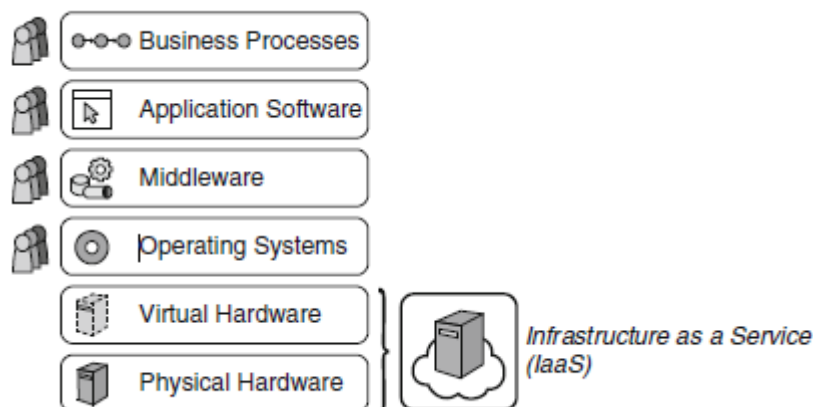 Business Processes
Application Software
Middleware
Operating Systems
Virtual Hardware
Physical Hardware
Infrastructure as a Service
(IaaS)